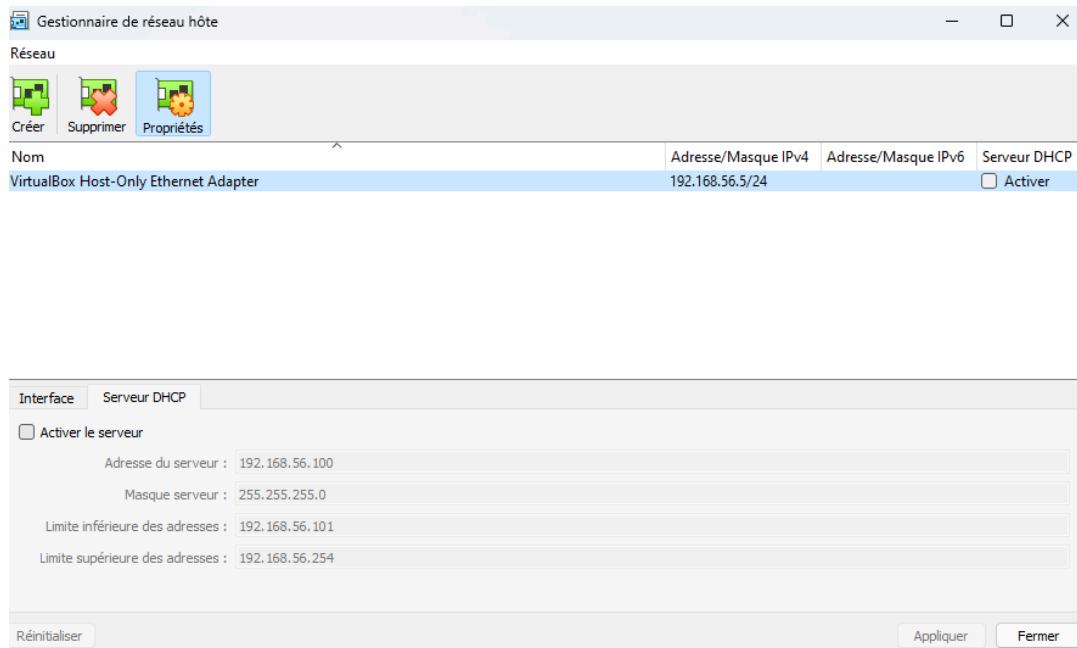 Gestionnaire de réseau hôte
Réseau
Créer Supprimer Propriétés
Nom Adresse/Masque IPv4 Adresse/Masque IPv6 Serveur DHCP
VirtualBox Host-Only Ethernet Adapter 192.168.56.5/24 Activer
Interface Serveur DHCP
Activer le serveur
Adresse du serveur : 192.168.56.100
Masque serveur : 255.255.255.0
Limite inférieure des adresses : 192.168.56.101
Limite supérieure des adresses : 192.168.56.254
Réinitialiser Appliquer Fermer